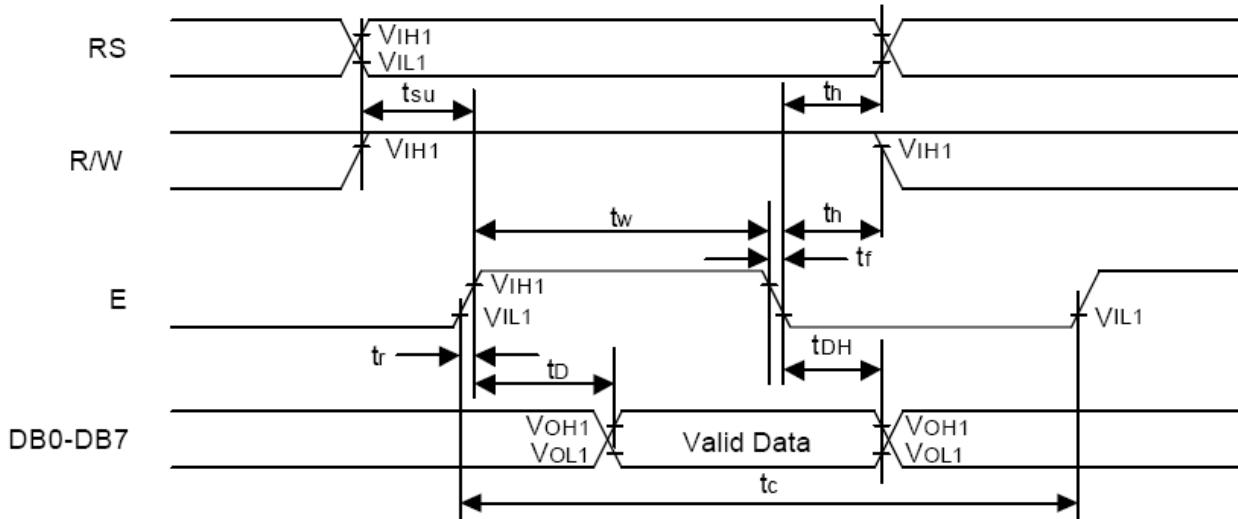 RS
VIH1
VIL1
tsu
th
R/W
VIH1
VIH1
tw
th
tf
E
VIH1
VIL1
VIL1
tr
tD
tDH
DB0-DB7
VOH1
VOL1
Valid Data
VOH1
VOL1
tc